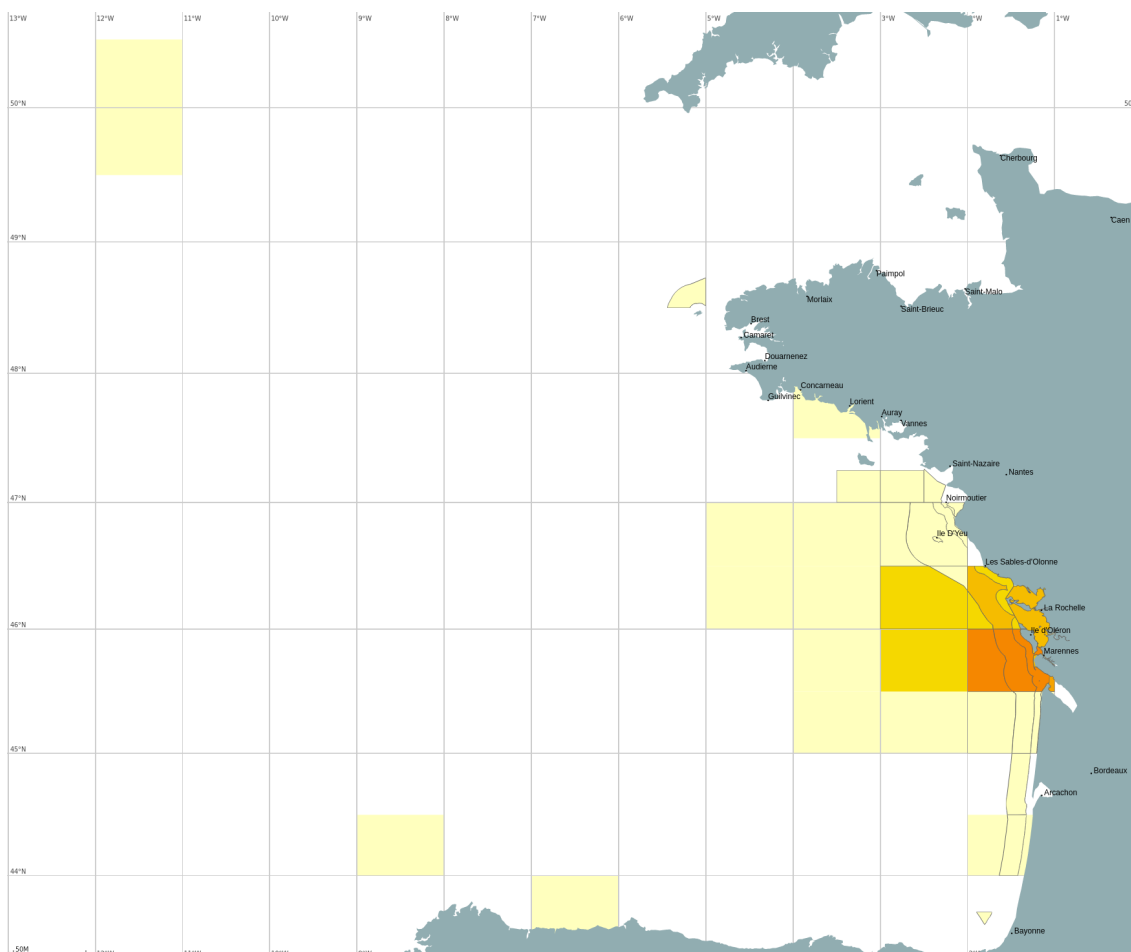 13°W 12°W 11°W 10°W 9°W 8°W 7°W 6°W 5°W 3°W 2°W 1°W
50°N
Cherbourg
Caen
49°N
Paimpol
Saint-Malo
Morlaix
Saint-Brieuc
Brest
Camaret
Douarnenez
Audierne
48°N
Concarneau
Guilvinec
Lorient
Auray
Vannes
Saint-Nazaire
Nantes
47°N
Noirmoutier
Ile D'Yeu
Les Sables-d'Olonne
La Rochelle
46°N
Ile d'Oléron
Marennes
45°N
Bordeaux
Arcachon
44°N
Bayonne